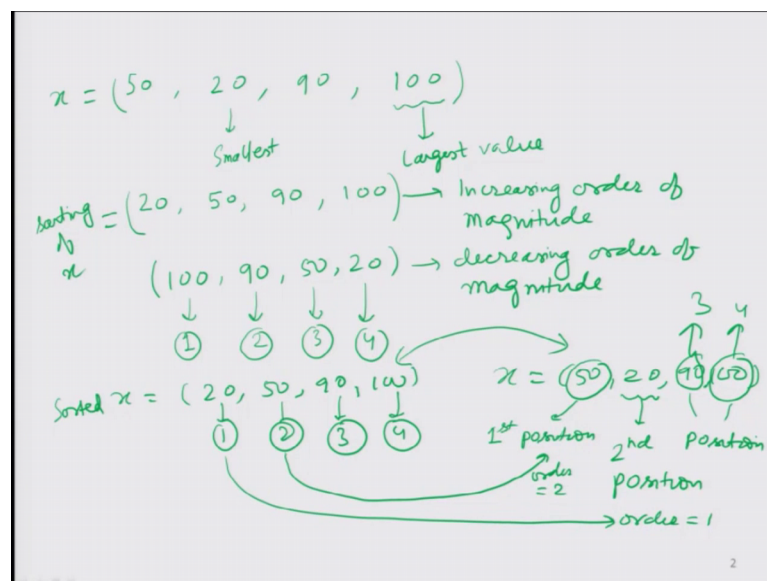 x = (50 , 20 , 90 , 100)
Smallest Largest value
sorting of x = (20, 50, 90, 100) → Increasing order of magnitude
(100, 90, 50, 20) → decreasing order of magnitude
1 2 3 4
3 4
Sorted x = (20, 50, 90, 100) x = (50, 20, 90, 100)
1 2 3 4
1st position 2nd position position
order = 2
order = 1
2